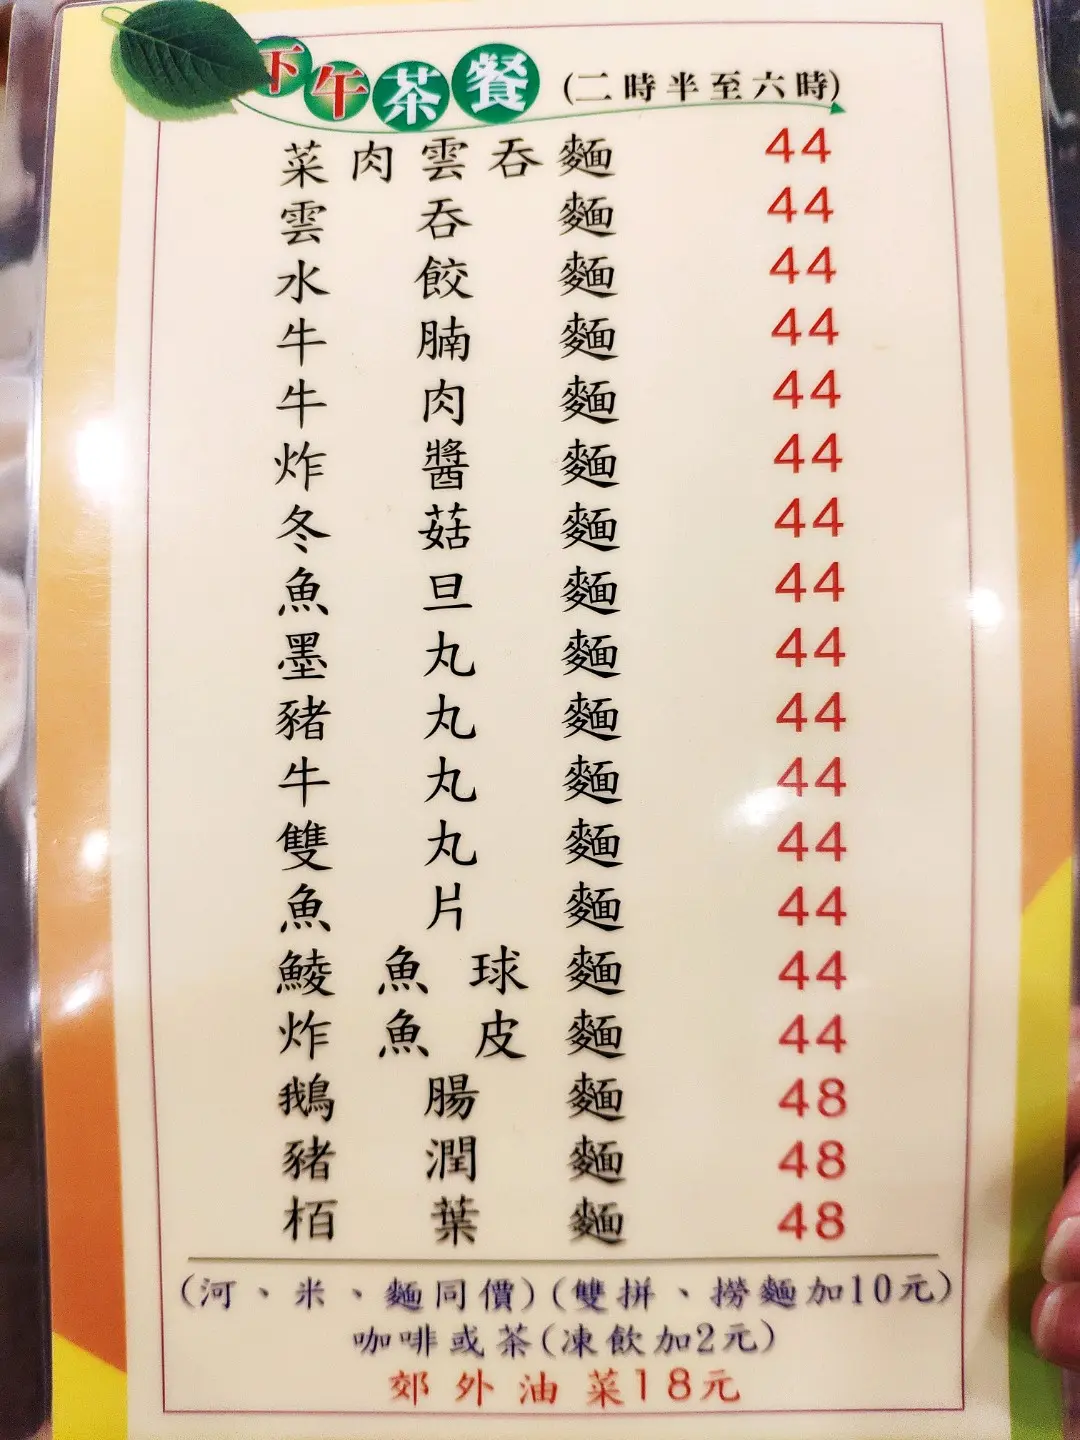 下午茶餐 (二時半至六時)
菜肉雲吞麵 44
雲吞麵 44
水餃麵 44
牛腩麵 44
牛肉麵 44
炸醬麵 44
冬菇麵 44
魚旦麵 44
墨丸麵 44
豬丸麵 44
牛丸麵 44
雙丸麵 44
魚片麵 44
鯪魚球麵 44
炸魚皮麵 44
鵝腸麵 48
豬潤麵 48
栢葉麵 48
(河、米、麵同價)(雙拼、撈麵加10元)
咖啡或茶(凍飲加2元)
郊外油菜18元